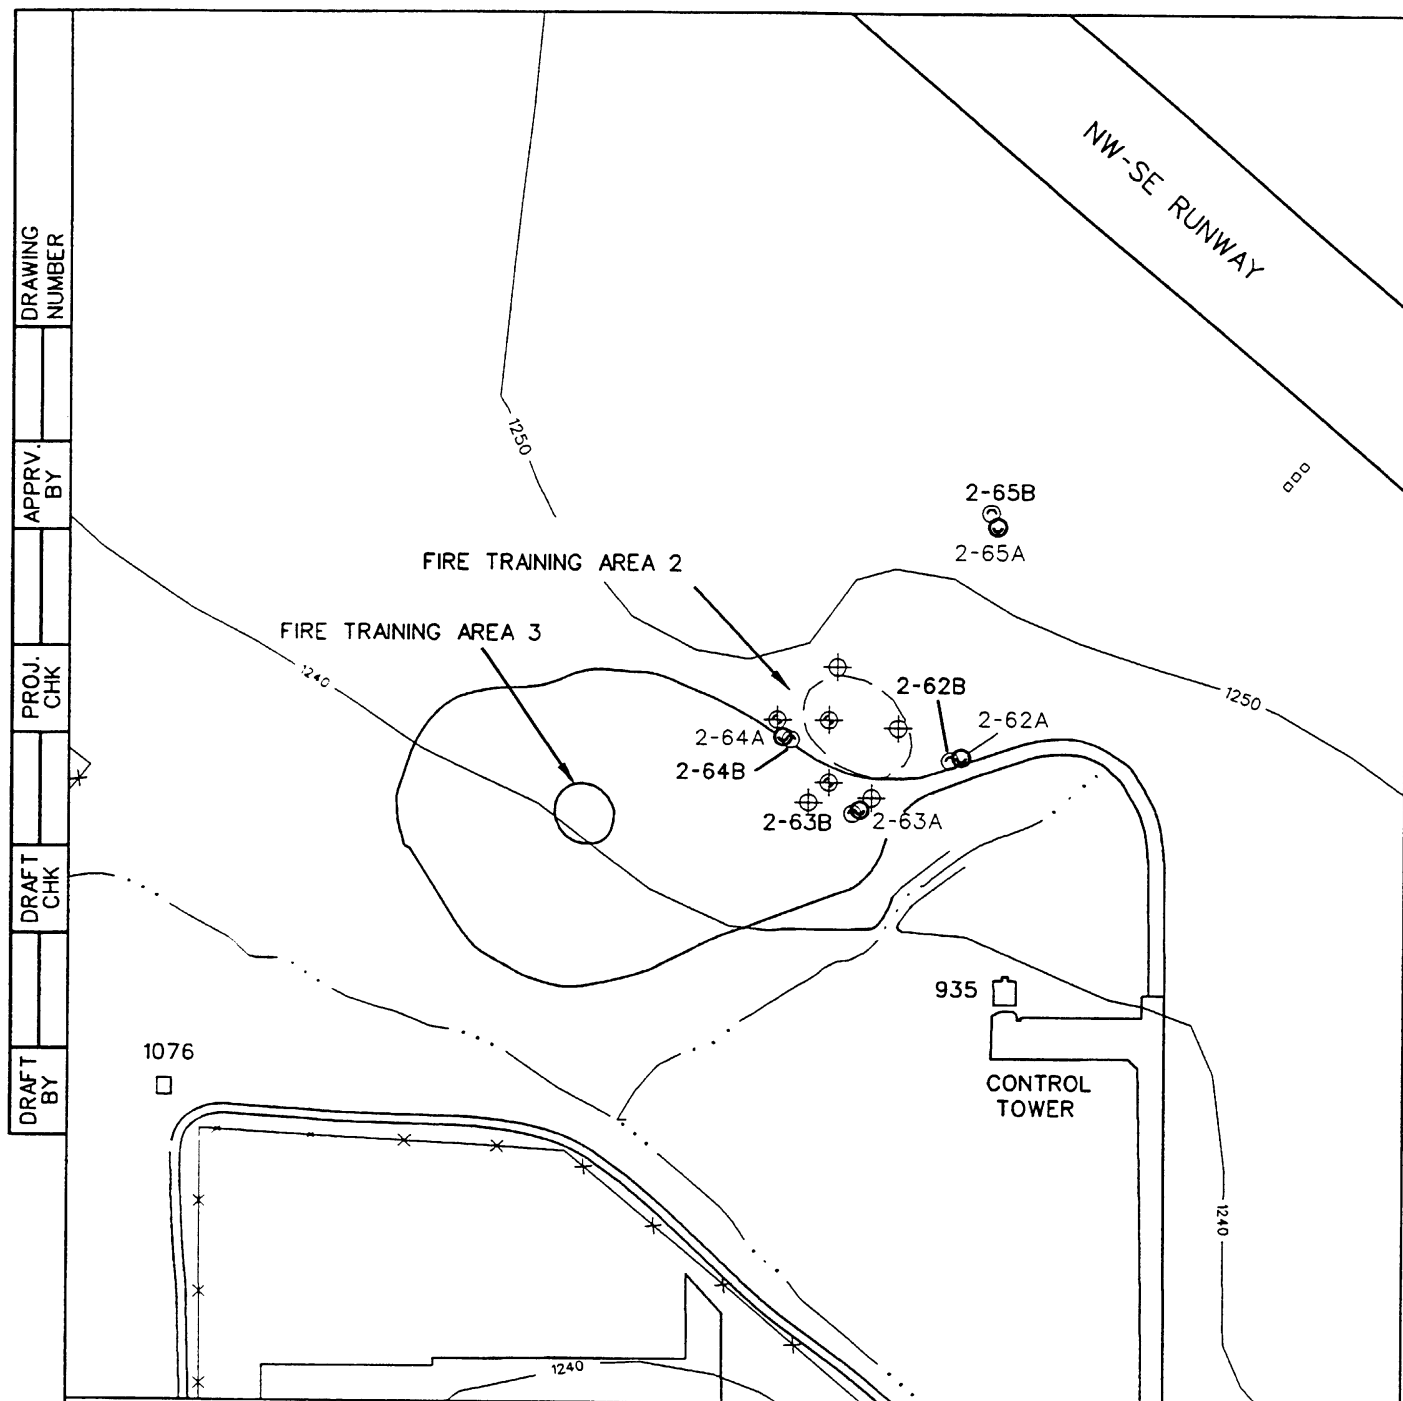 DRAWING
NUMBER
APPRV.
BY
PROJ.
CHK
DRAFT
CHK
DRAFT
BY
NW-SE RUNWAY
1250
2-65B
2-65A
FIRE TRAINING AREA 2
FIRE TRAINING AREA 3
1240
2-62B
1250
2-62A
2-64A
2-64B
2-63B
2-63A
935
1076
CONTROL
TOWER
1240
1240